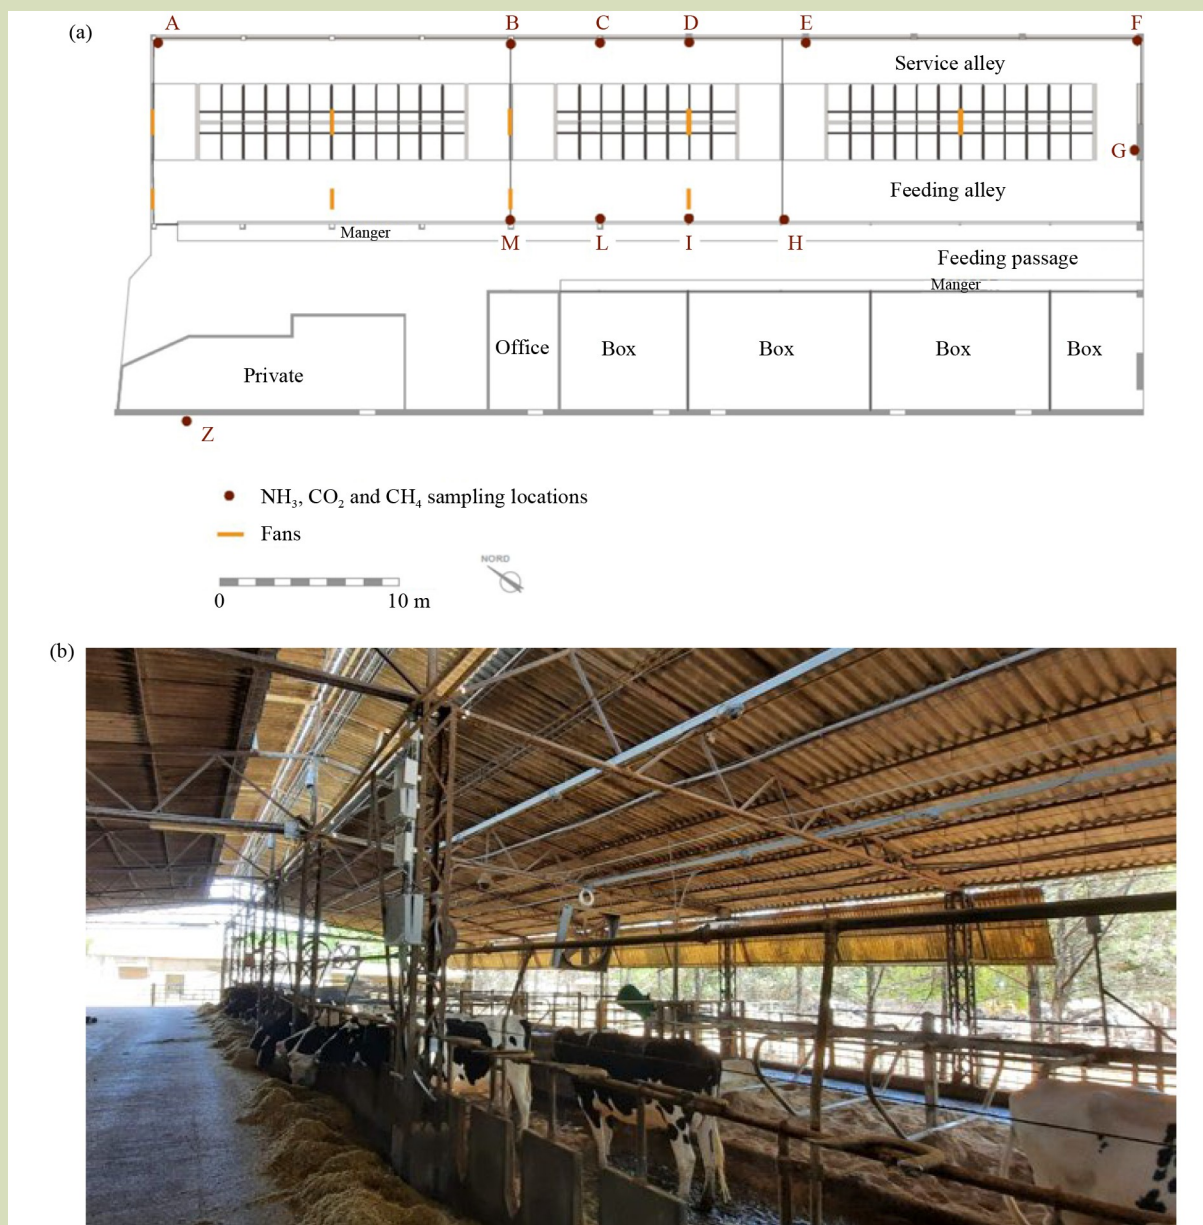 (a)
A B C D E F
Service alley
G
Feeding alley
Manger
M L I H
Feeding passage
Manger
Office Box Box Box Box
Private
Z
NH₃, CO₂ and CH₄ sampling locations
Fans
NORD
0 10 m
(b)